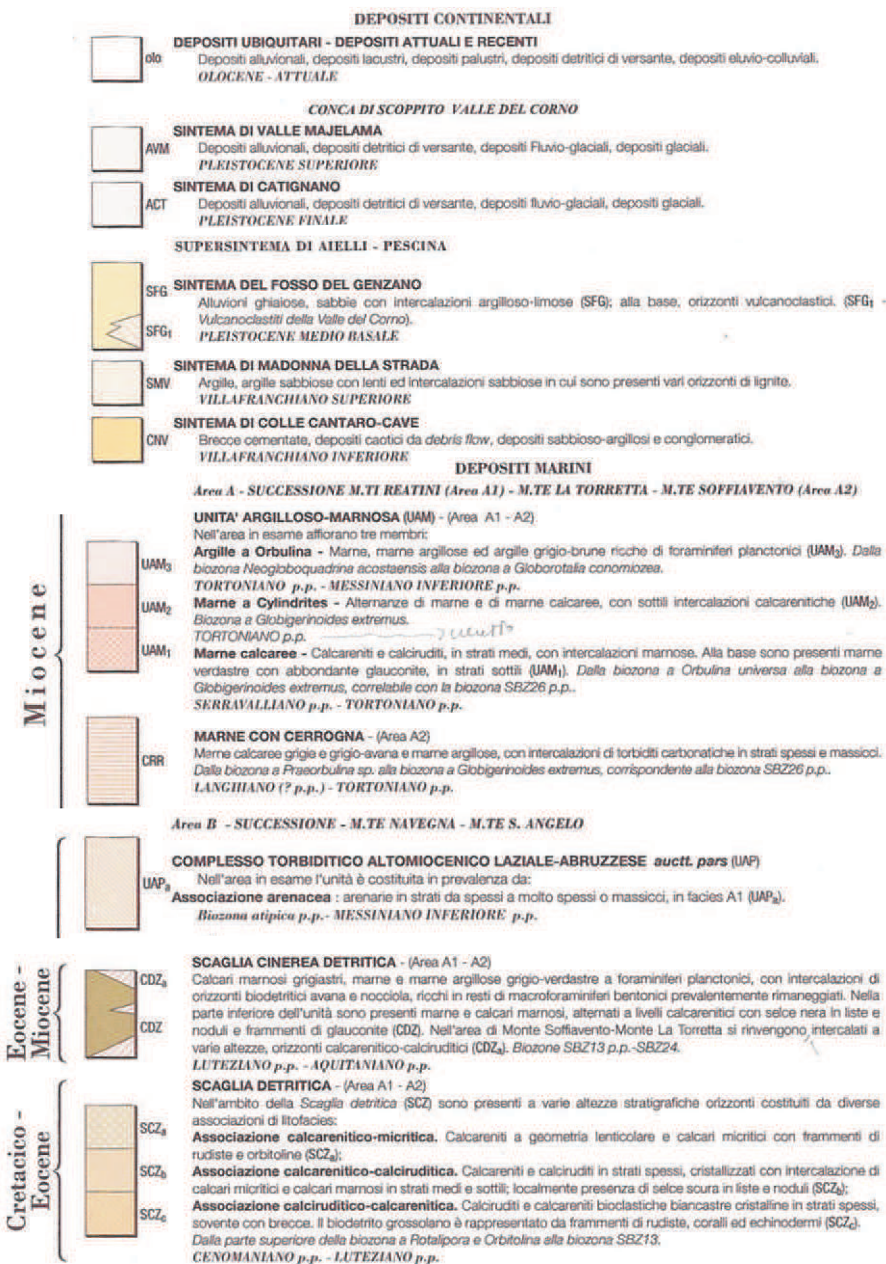 DEPOSITI CONTINENTALI
olo
DEPOSITI UBIQUITARI - DEPOSITI ATTUALI E RECENTI
Depositi alluvionali, depositi lacustri, depositi palustri, depositi detritici di versante, depositi eluvio-colluviali.
OLOCENE - ATTUALE
CONCA DI SCOPPITO VALLE DEL CORNO
SINTEMA DI VALLE MAJELAMA
AVM
Depositi alluvionali, depositi detritici di versante, depositi Fluvio-glaciali, depositi glaciali.
PLEISTOCENE SUPERIORE
SINTEMA DI CATIGNANO
ACT
Depositi alluvionali, depositi detritici di versante, depositi fluvio-glaciali, depositi glaciali.
PLEISTOCENE FINALE
SUPERSINTEMA DI AIELLI - PESCINA
SFG
SINTEMA DEL FOSSO DEL GENZANO
Alluvioni ghiaiose, sabbie con intercalazioni argilloso-limose (SFG); alla base, orizzonti vulcanoclastici. (SFG1 -
Vulcanoclastiti della Valle del Corno).
SFG1
PLEISTOCENE MEDIO BASALE
SINTEMA DI MADONNA DELLA STRADA
SMV
Argille, argille sabbiose con lenti ed intercalazioni sabbiose in cui sono presenti vari orizzonti di lignite.
VILLAFRANCHIANO SUPERIORE
SINTEMA DI COLLE CANTARO-CAVE
CNV
Brecce cementate, depositi caotici da debris flow, depositi sabbioso-argillosi e conglomeratici.
VILLAFRANCHIANO INFERIORE
DEPOSITI MARINI
Area A - SUCCESSIONE M.TI REATINI (Area A1) - M.TE LA TORRETTA - M.TE SOFFIAVENTO (Area A2)
Miocene
UNITA' ARGILLOSO-MARNOSA (UAM) - (Area A1 - A2)
Nell'area in esame affiorano tre membri:
UAM3
Argille a Orbulina - Marne, marne argillose ed argille grigio-brune ricche di foraminiferi planctonici (UAM3). Dalla
biozona Neogloboquadrina acostaensis alla biozona a Globorotalia conomiozea.
TORTONIANO p.p. - MESSINIANO INFERIORE p.p.
UAM2
Marne a Cylindrites - Alternanze di marne e di marne calcaree, con sottili intercalazioni calcarenitiche (UAM2).
Biozona a Globigerinoides extremus.
TORTONIANO p.p.
UAM1
Marne calcaree - Calcareniti e calciruditi, in strati medi, con intercalazioni marnose. Alla base sono presenti marne
verdastre con abbondante glauconite, in strati sottili (UAM1). Dalla biozona a Orbulina universa alla biozona a
Globigerinoides extremus, correlabile con la biozona SBZ26 p.p..
SERRAVALLIANO p.p. - TORTONIANO p.p.
MARNE CON CERROGNA - (Area A2)
CRR
Marne calcaree grigie e grigio-avana e marne argillose, con intercalazioni di torbiditi carbonatiche in strati spessi e massicci.
Dalla biozona a Praeorbulina sp. alla biozona a Globigerinoides extremus, corrispondente alla biozona SBZ26 p.p..
LANGHIANO (? p.p.) - TORTONIANO p.p.
Area B - SUCCESSIONE - M.TE NAVEGNA - M.TE S. ANGELO
COMPLESSO TORBIDITICO ALTOMIOCENICO LAZIALE-ABRUZZESE auctt. pars (UAP)
UAPa
Nell'area in esame l'unità è costituita in prevalenza da:
Associazione arenacea : arenarie in strati da spessi a molto spessi o massicci, in facies A1 (UAPa).
Biozona atipica p.p.- MESSINIANO INFERIORE p.p.
Eocene - Miocene
SCAGLIA CINEREA DETRITICA - (Area A1 - A2)
CDZa
Calcari marnosi grigiastri, marne e marne argillose grigio-verdastre a foraminiferi planctonici, con intercalazioni di
orizzonti biodetritici avana e nocciola, ricchi in resti di macroforaminiferi bentonici prevalentemente rimaneggiati. Nella
parte inferiore dell'unità sono presenti marne e calcari marnosi, alternati a livelli calcarenitici con selce nera in liste e
CDZ
noduli e frammenti di glauconite (CDZ). Nell'area di Monte Soffiavento-Monte La Torretta si rinvengono intercalati a
varie altezze, orizzonti calcarenitico-calciruditici (CDZa). Biozone SBZ13 p.p.-SBZ24.
LUTEZIANO p.p. - AQUITANIANO p.p.
Cretacico - Eocene
SCAGLIA DETRITICA - (Area A1 - A2)
Nell'ambito della Scaglia detritica (SCZ) sono presenti a varie altezze stratigrafiche orizzonti costituiti da diverse
associazioni di litofacies:
SCZa
Associazione calcarenitico-micritica. Calcareniti a geometria lenticolare e calcari micritici con frammenti di
rudiste e orbitoline (SCZa);
SCZb
Associazione calcarenitico-calciruditica. Calcareniti e calciruditi in strati spessi, cristallizzati con intercalazione di
calcari micritici e calcari marnosi in strati medi e sottili; localmente presenza di selce scura in liste e noduli (SCZb);
SCZc
Associazione calciruditico-calcarenitica. Calciruditi e calcareniti bioclastiche biancastre cristalline in strati spessi,
sovente con brecce. Il biodetrito grossolano è rappresentato da frammenti di rudiste, coralli ed echinodermi (SCZc).
Dalla parte superiore della biozona a Rotalipora e Orbitolina alla biozona SBZ13.
CENOMANIANO p.p. - LUTEZIANO p.p.